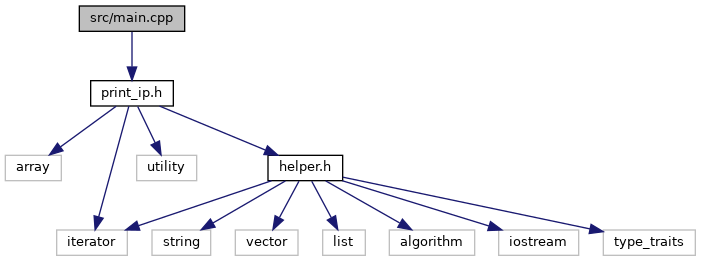 src/main.cpp
print_ip.h
array
utility
helper.h
iterator
string
vector
list
algorithm
iostream
type_traits